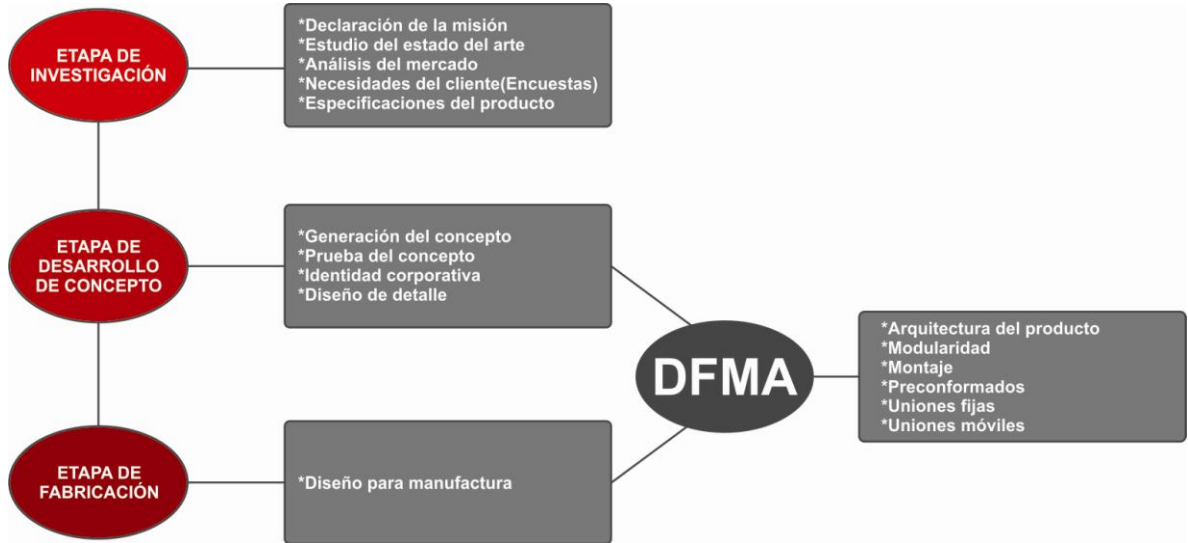 ETAPA DE
INVESTIGACIÓN
*Declaración de la misión
*Estudio del estado del arte
*Análisis del mercado
*Necesidades del cliente(Encuestas)
*Especificaciones del producto
ETAPA DE
DESARROLLO
DE CONCEPTO
*Generación del concepto
*Prueba del concepto
*Identidad corporativa
*Diseño de detalle
DFMA
*Arquitectura del producto
*Modularidad
*Montaje
*Preconformados
*Uniones fijas
*Uniones móviles
ETAPA DE
FABRICACIÓN
*Diseño para manufactura